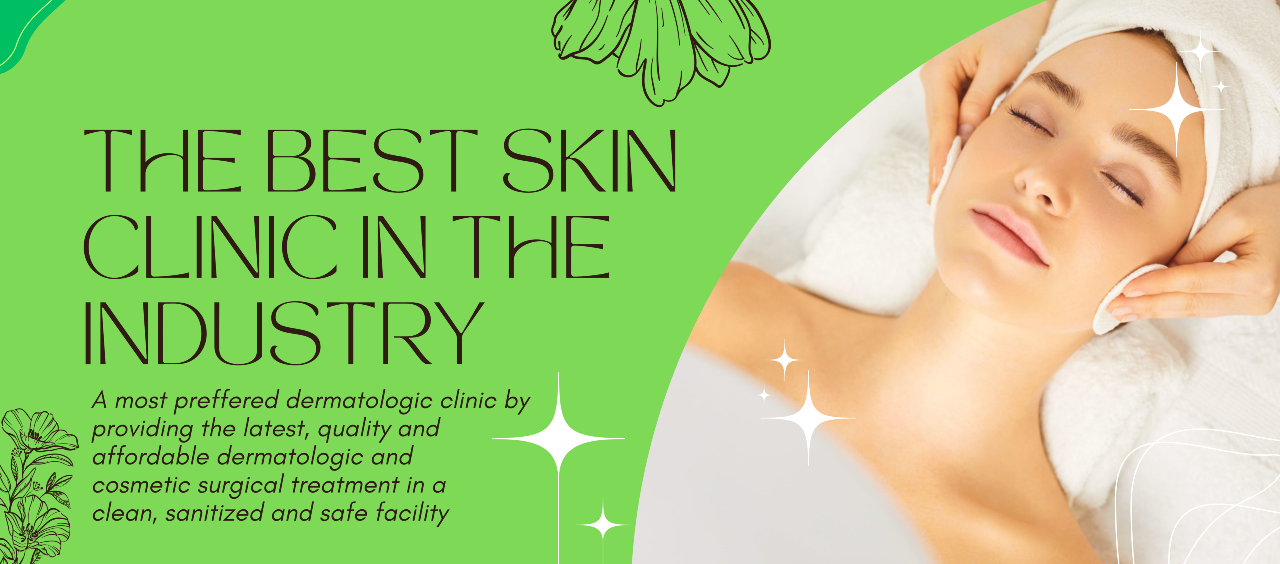 THE BEST SKIN
CLINIC IN THE
INDUSTRY
A most preffered dermatologic clinic by
providing the latest, quality and
affordable dermatologic and
cosmetic surgical treatment in a
clean, sanitized and safe facility